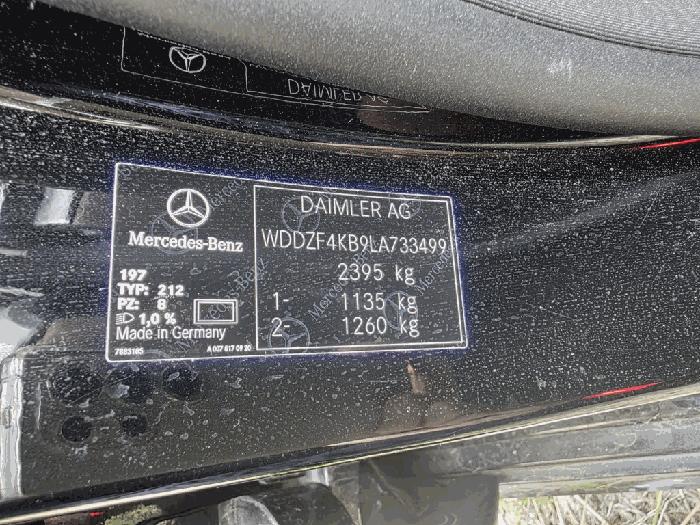 DAIMLER AG
Mercedes-Benz
197
TYP: 212
PZ: 8
1,0 %
Made in Germany
7883185
A 007 817 09 20
DAIMLER AG
WDDZF4KB9LA733499
2395 kg
1- 1135 kg
2- 1260 kg